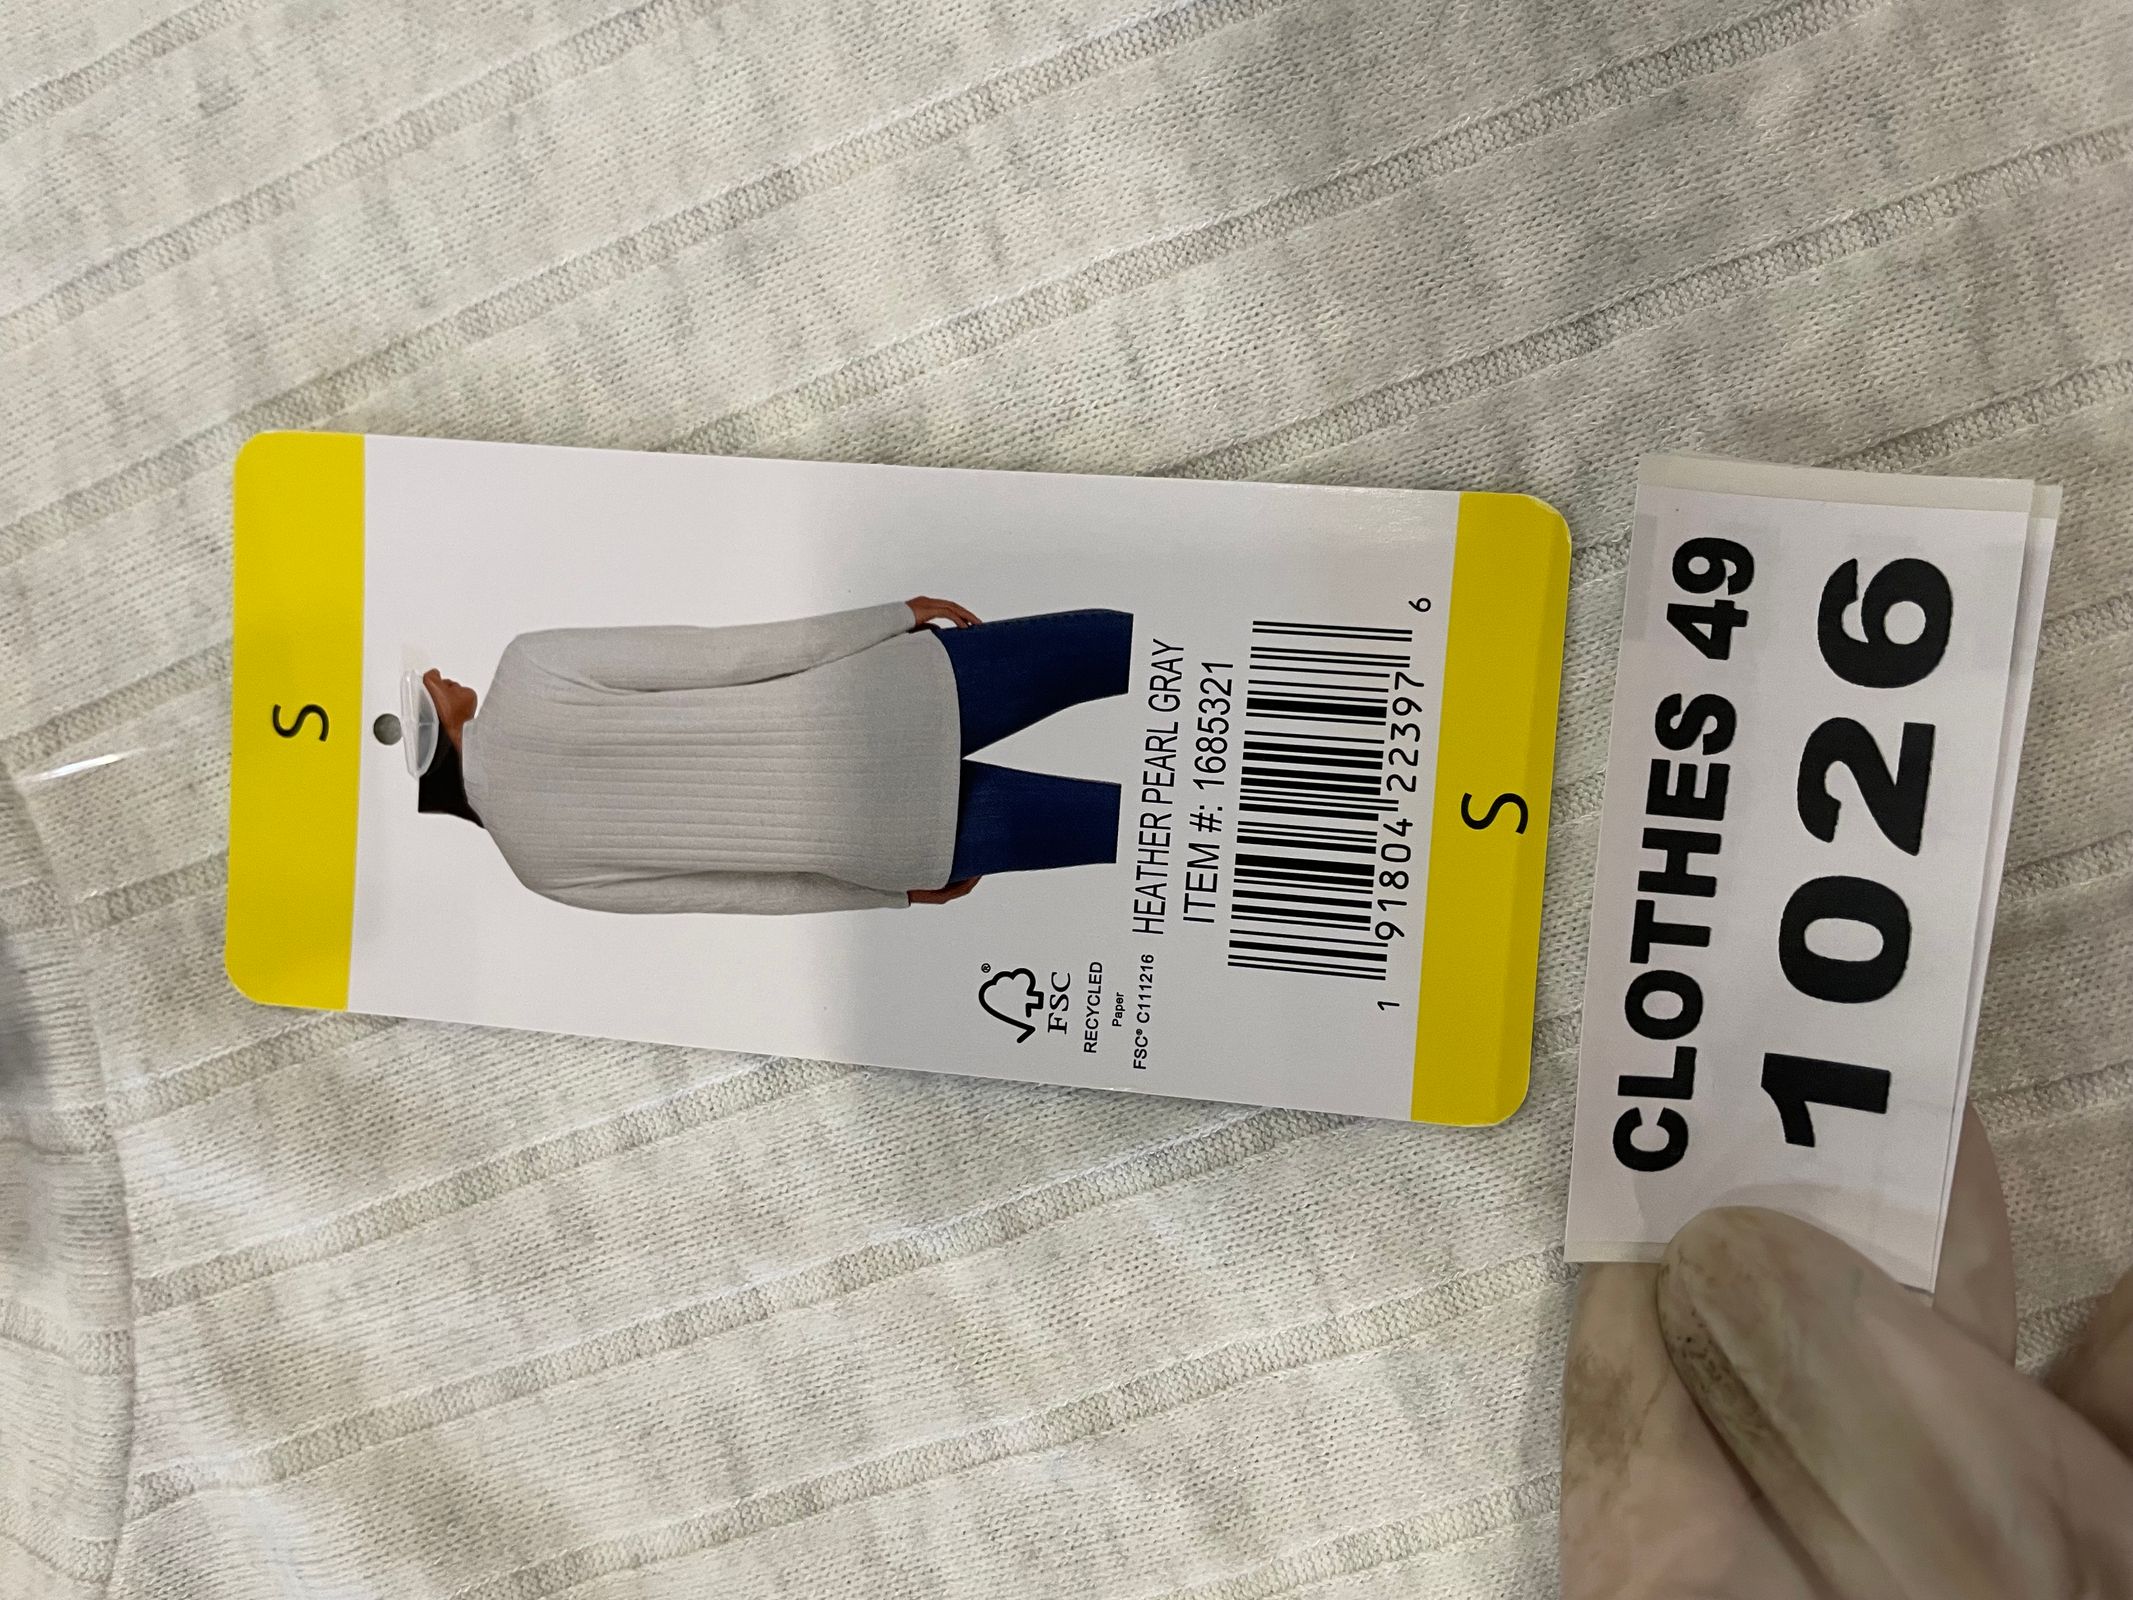 S
FSC®
RECYCLED
Paper
FSC® C111216
HEATHER PEARL GRAY
ITEM #: 1685321
1 91804 22397 6
S
CLOTHES 49
1026